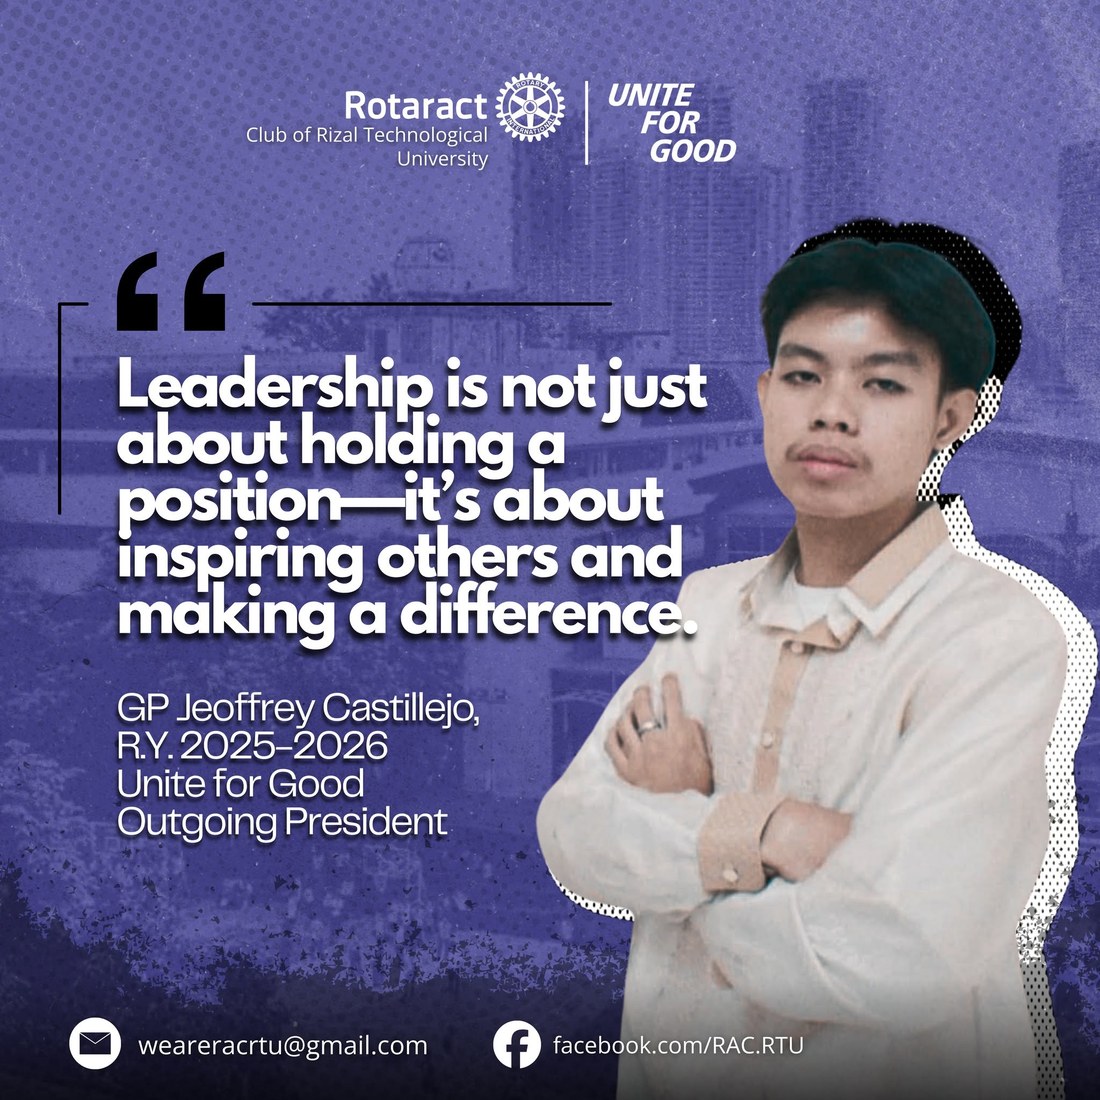 Rotaract
Club of Rizal Technological
University
ROTARY
INTERNATIONAL
UNITE
FOR
GOOD
“
Leadership is not just
about holding a
position—it’s about
inspiring others and
making a difference.
GP Jeoffrey Castillejo,
R.Y. 2025–2026
Unite for Good
Outgoing President
weareracrtu@gmail.com
facebook.com/RAC.RTU